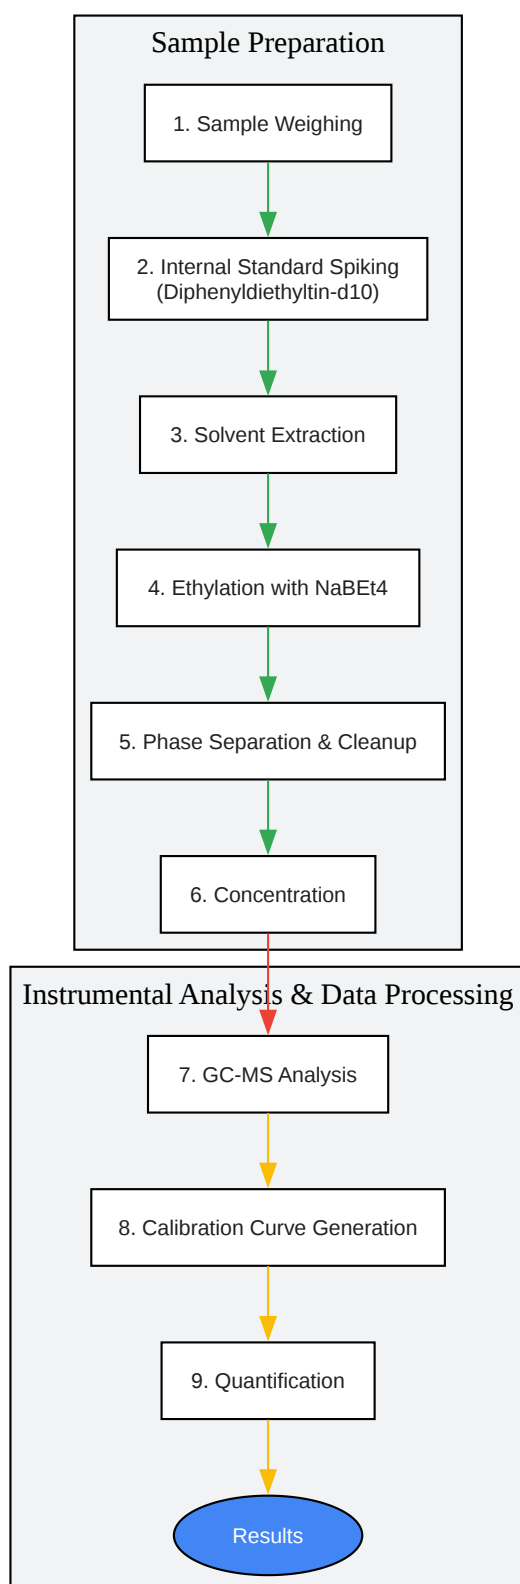 Sample Preparation
1. Sample Weighing
2. Internal Standard Spiking
(Diphenyldiethyltin-d10)
3. Solvent Extraction
4. Ethylation with NaBEt4
5. Phase Separation & Cleanup
6. Concentration
Instrumental Analysis & Data Processing
7. GC-MS Analysis
8. Calibration Curve Generation
9. Quantification
Results